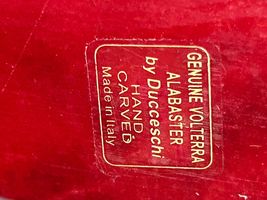 GENUINE VOLTERRA
ALABASTER
by Ducceschi
HAND
CARVED
Made in Italy